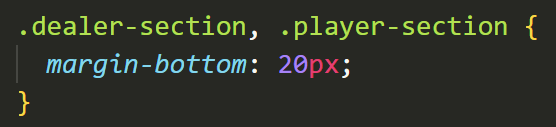 .dealer-section, .player-section {
  margin-bottom: 20px;
}